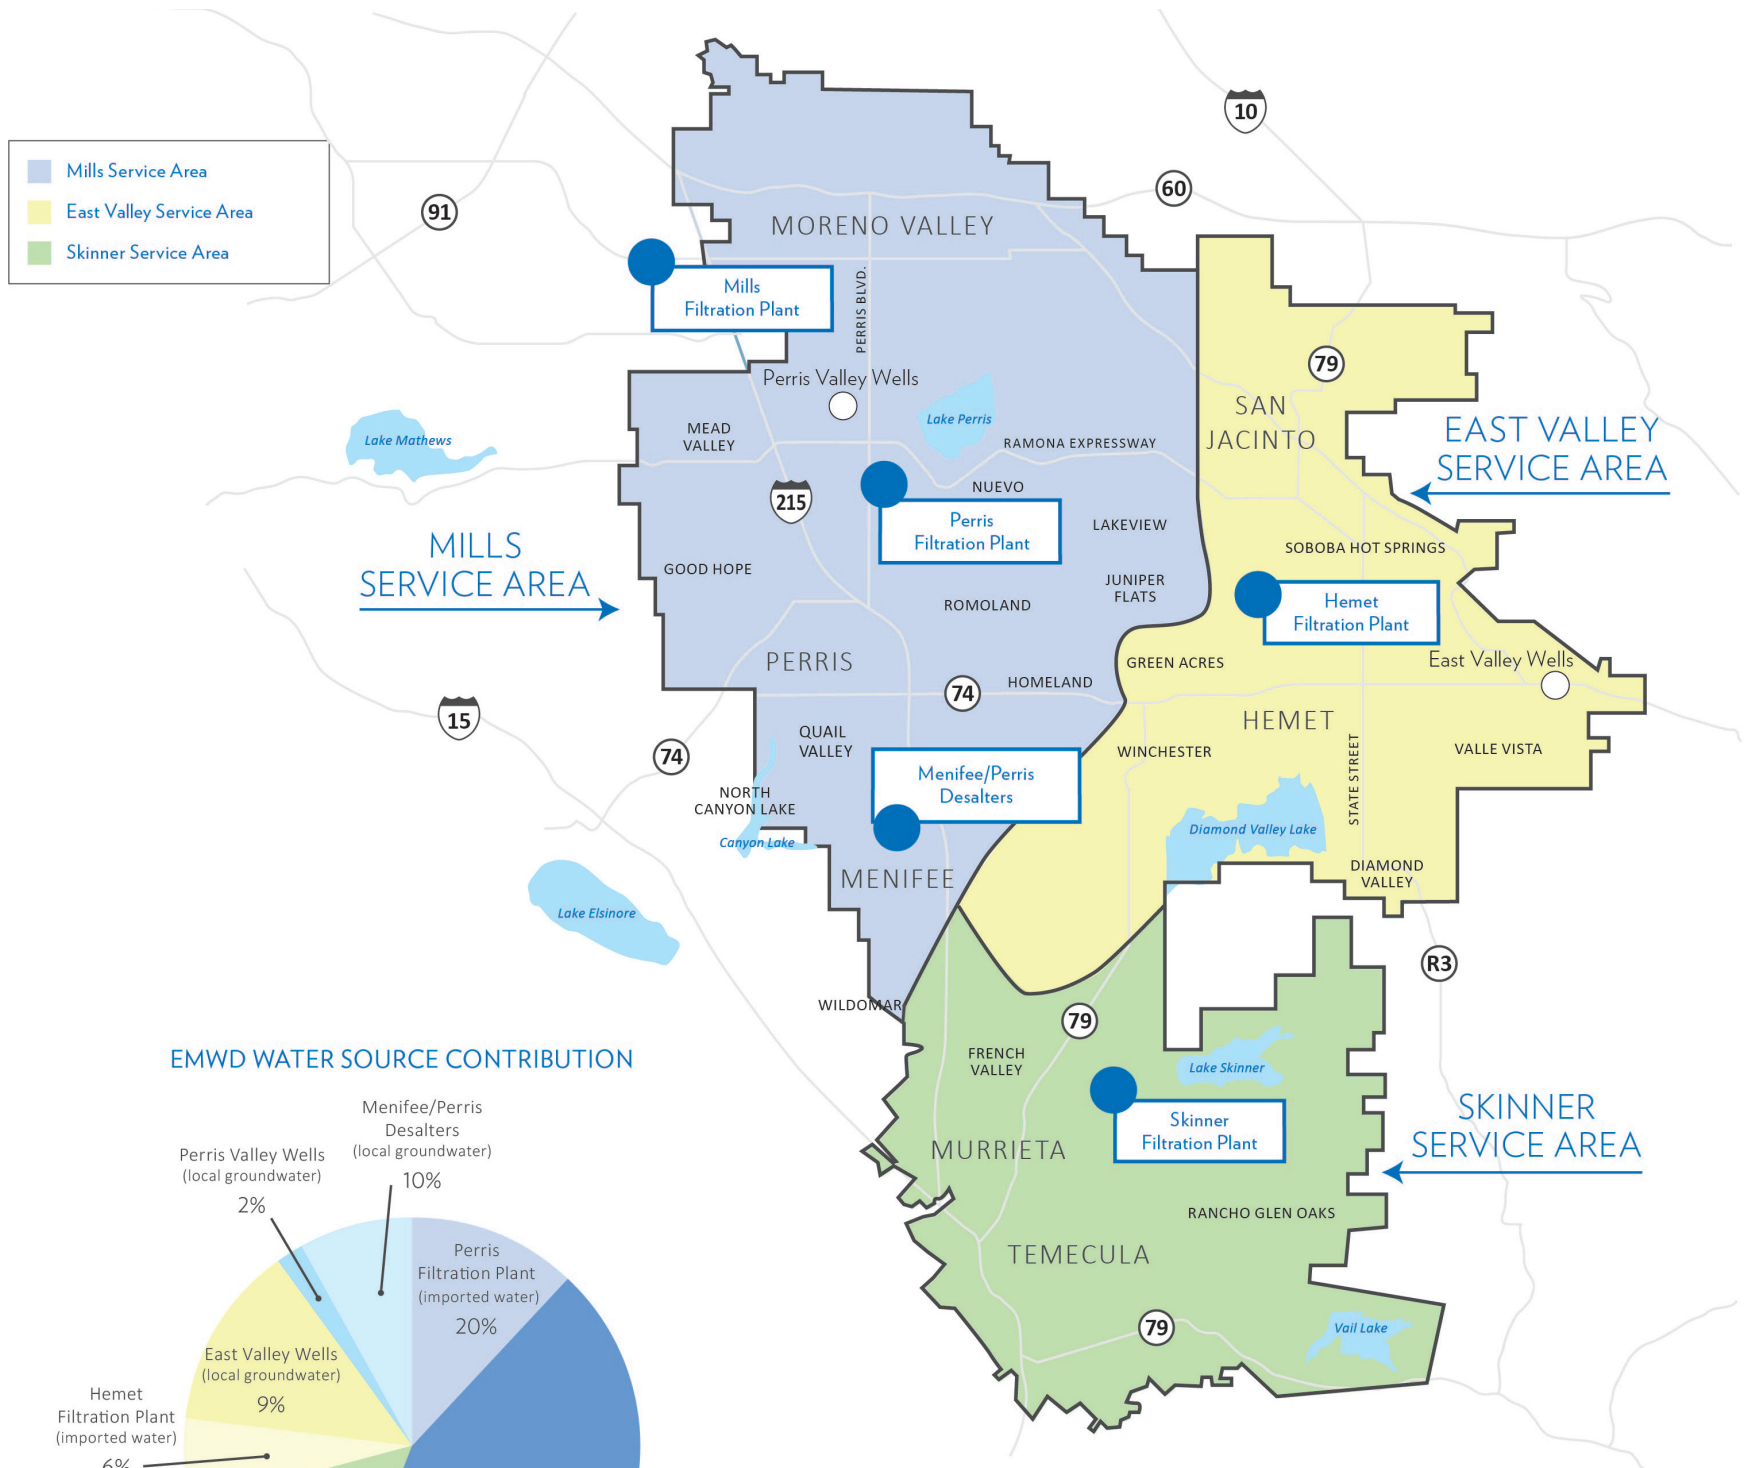 Mills Service Area
East Valley Service Area
Skinner Service Area
10
60
91
MORENO VALLEY
Mills
Filtration Plant
PERRIS BLVD.
79
Perris Valley Wells
SAN
JACINTO
Lake Perris
MEAD
VALLEY
Lake Mathews
RAMONA EXPRESSWAY
EAST VALLEY
SERVICE AREA
NUEVO
215
Perris
Filtration Plant
LAKEVIEW
MILLS
SERVICE AREA
SOBOBA HOT SPRINGS
GOOD HOPE
JUNIPER
FLATS
ROMOLAND
Hemet
Filtration Plant
PERRIS
GREEN ACRES
East Valley Wells
HOMELAND
74
15
HEMET
QUAIL
VALLEY
WINCHESTER
VALLE VISTA
STATE STREET
74
Menifee/Perris
Desalters
NORTH
CANYON LAKE
Canyon Lake
Diamond Valley Lake
DIAMOND
VALLEY
MENIFEE
Lake Elsinore
R3
WILDOMAR
79
FRENCH
VALLEY
Lake Skinner
SKINNER
SERVICE AREA
Skinner
Filtration Plant
MURRIETA
RANCHO GLEN OAKS
TEMECULA
79
Vail Lake
EMWD WATER SOURCE CONTRIBUTION
Menifee/Perris
Desalters
(local groundwater)
10%
Perris Valley Wells
(local groundwater)
2%
Perris
Filtration Plant
(imported water)
20%
East Valley Wells
(local groundwater)
9%
Hemet
Filtration Plant
(imported water)
6%